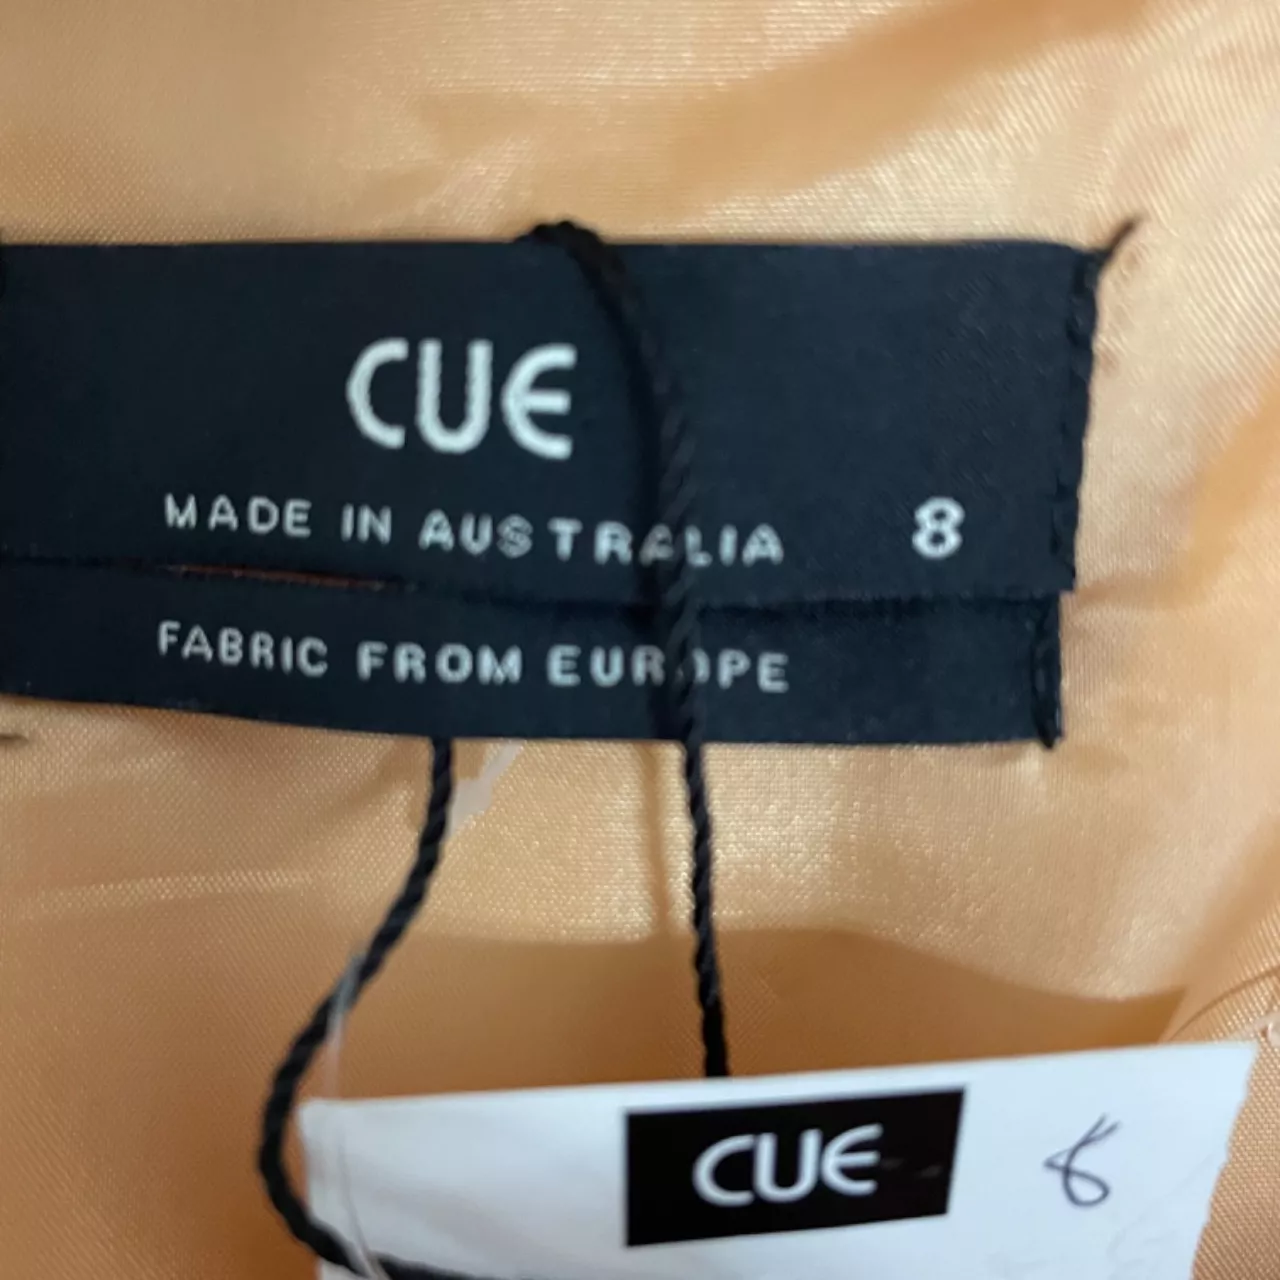 CUE
MADE IN AUSTRALIA 8
FABRIC FROM EUROPE
CUE 8